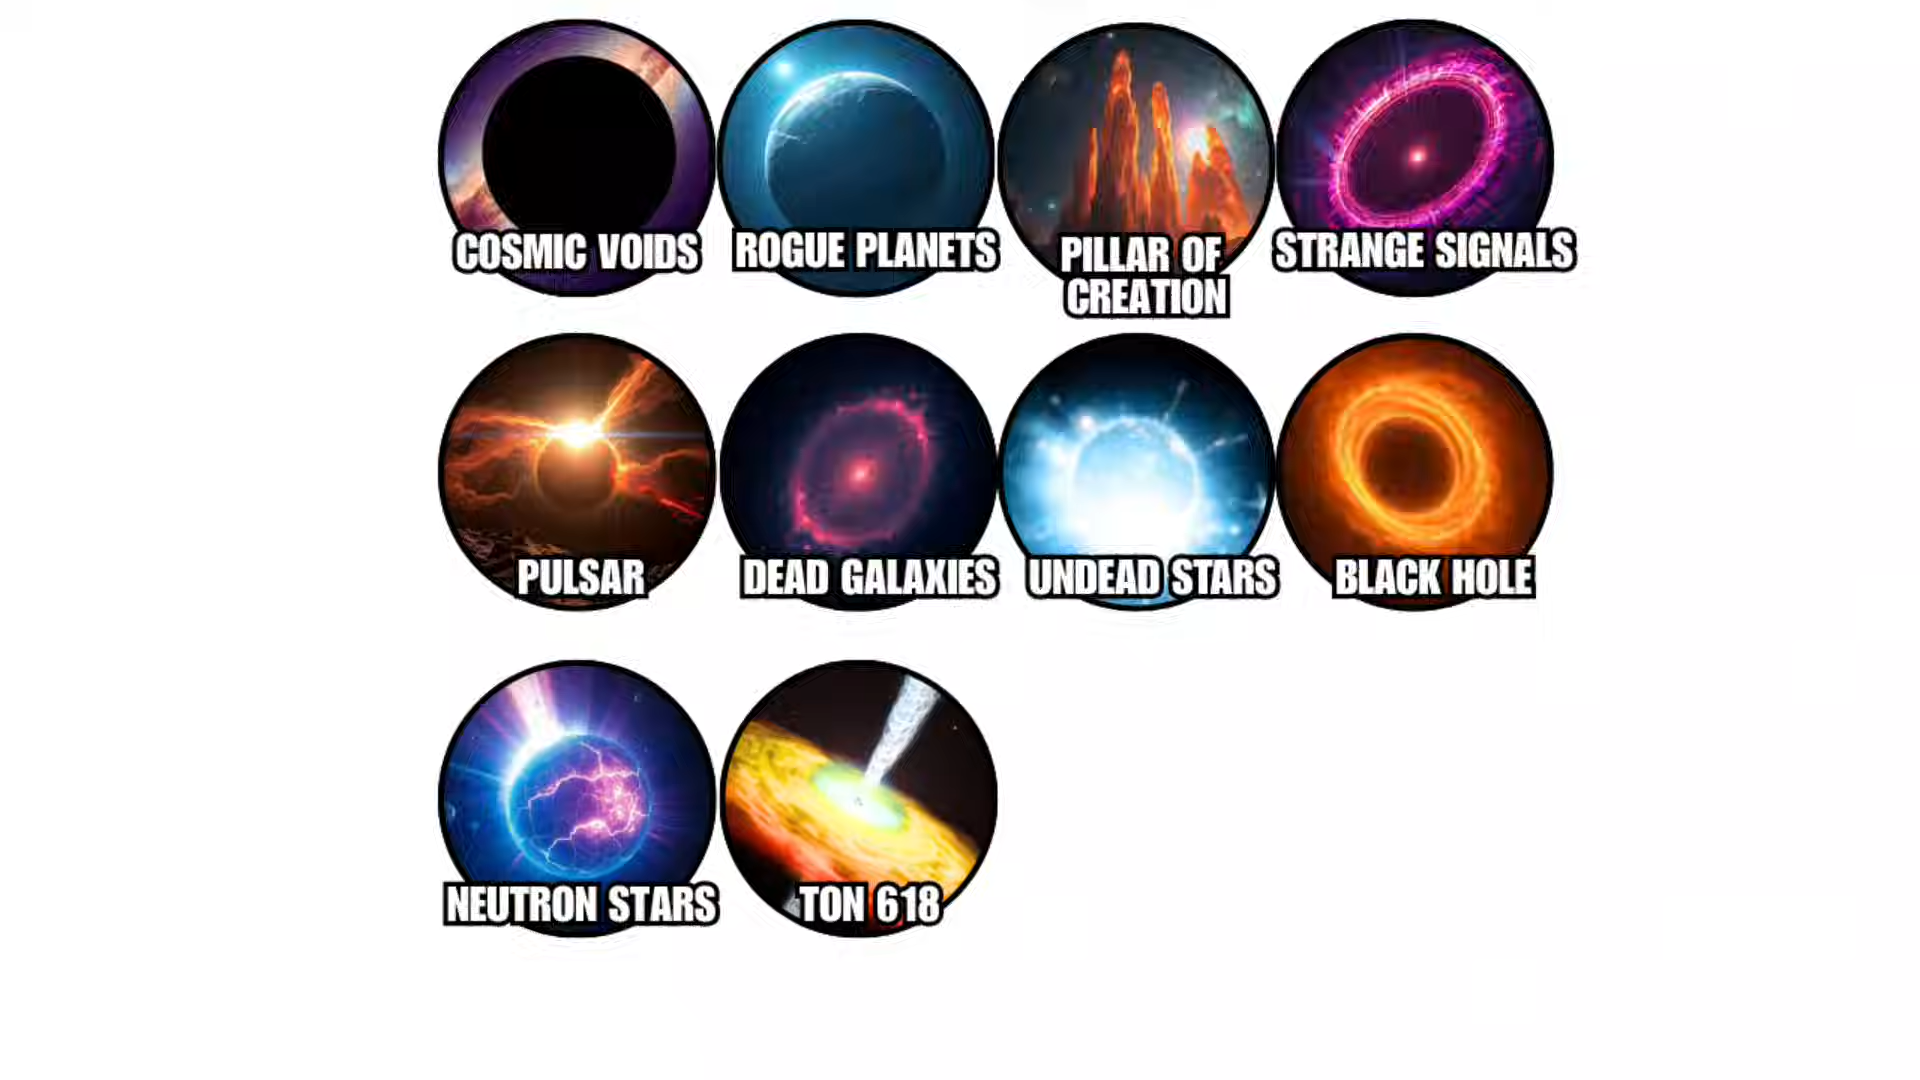 COSMIC VOIDS
ROGUE PLANETS
PILLAR OF
CREATION
STRANGE SIGNALS
PULSAR
DEAD GALAXIES
UNDEAD STARS
BLACK HOLE
NEUTRON STARS
TON 618